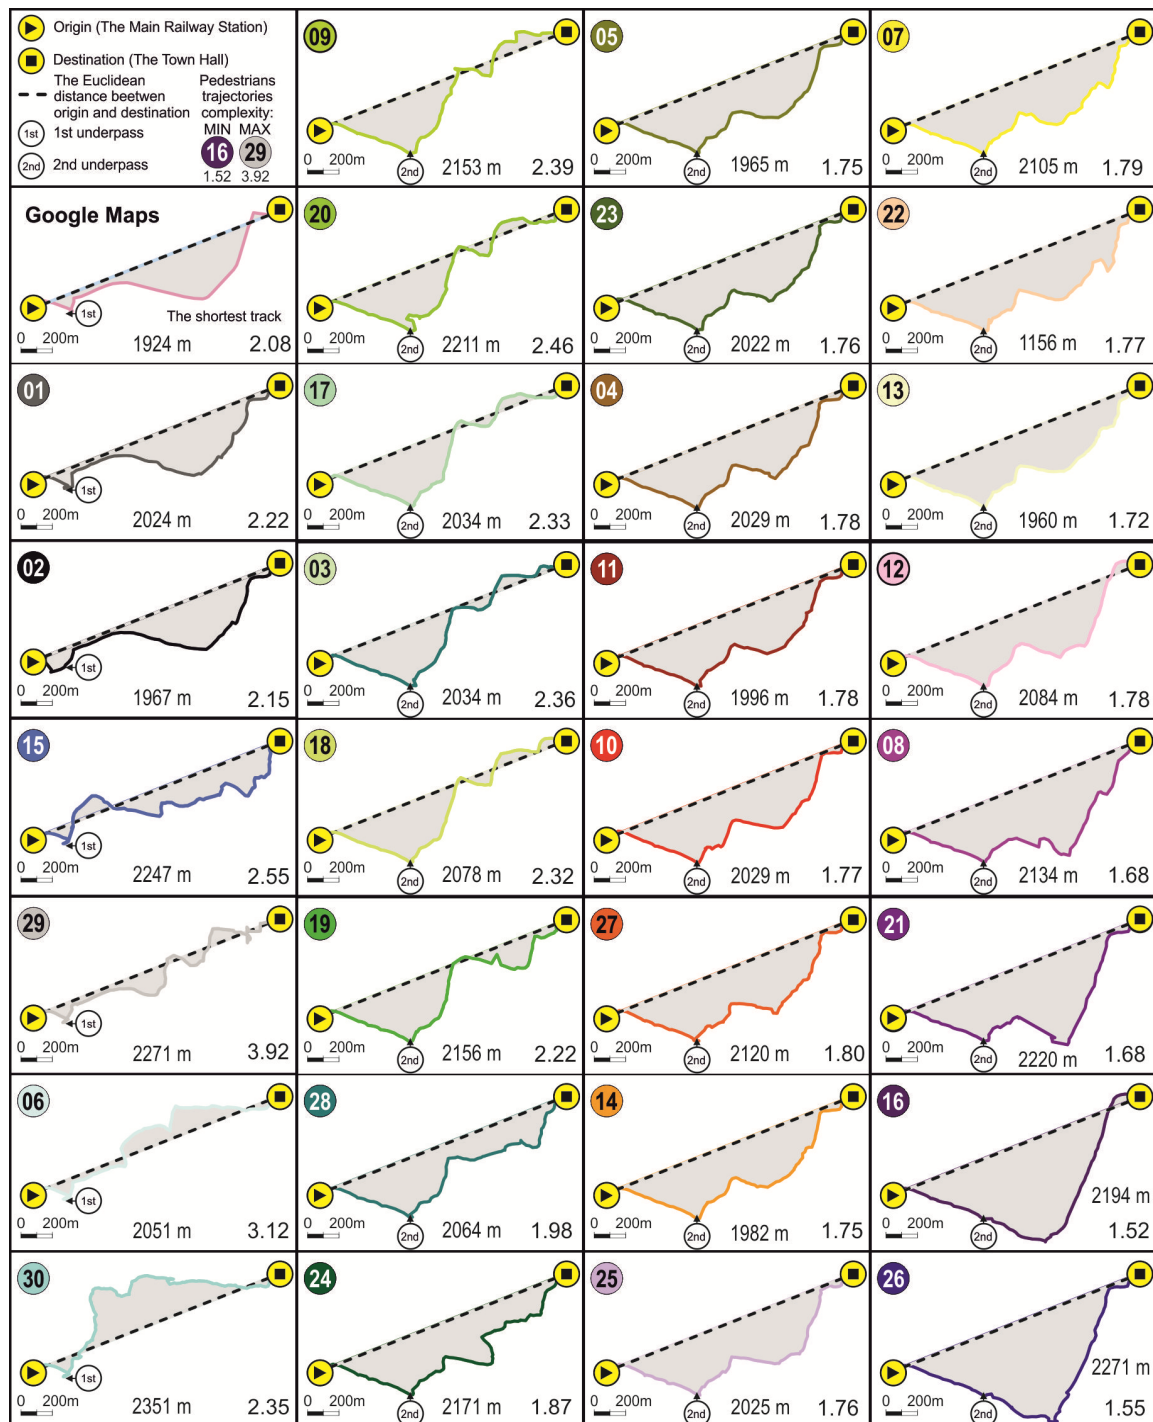 Origin (The Main Railway Station)
Destination (The Town Hall)
The Euclidean
distance beetwen
origin and destination
Pedestrians
trajectories
complexity:
MIN MAX
16 29
1.52 3.92
1st 1st underpass
2nd 2nd underpass
09
0 200m 2nd 2153 m 2.39
05
0 200m 2nd 1965 m 1.75
07
0 200m 2nd 2105 m 1.79
Google Maps
1st
The shortest track
0 200m 1924 m 2.08
20
0 200m 2nd 2211 m 2.46
23
0 200m 2nd 2022 m 1.76
22
0 200m 2nd 1156 m 1.77
01
1st
0 200m 2024 m 2.22
17
0 200m 2nd 2034 m 2.33
04
0 200m 2nd 2029 m 1.78
13
0 200m 2nd 1960 m 1.72
02
1st
0 200m 1967 m 2.15
03
0 200m 2nd 2034 m 2.36
11
0 200m 2nd 1996 m 1.78
12
0 200m 2nd 2084 m 1.78
15
1st
0 200m 2247 m 2.55
18
0 200m 2nd 2078 m 2.32
10
0 200m 2nd 2029 m 1.77
08
0 200m 2nd 2134 m 1.68
29
1st
0 200m 2271 m 3.92
19
0 200m 2nd 2156 m 2.22
27
0 200m 2nd 2120 m 1.80
21
0 200m 2nd 2220 m 1.68
06
1st
0 200m 2051 m 3.12
28
0 200m 2nd 2064 m 1.98
14
0 200m 2nd 1982 m 1.75
16
2194 m
0 200m 2nd 1.52
30
1st
0 200m 2351 m 2.35
24
0 200m 2nd 2171 m 1.87
25
0 200m 2nd 2025 m 1.76
26
2271 m
0 200m 2nd 1.55